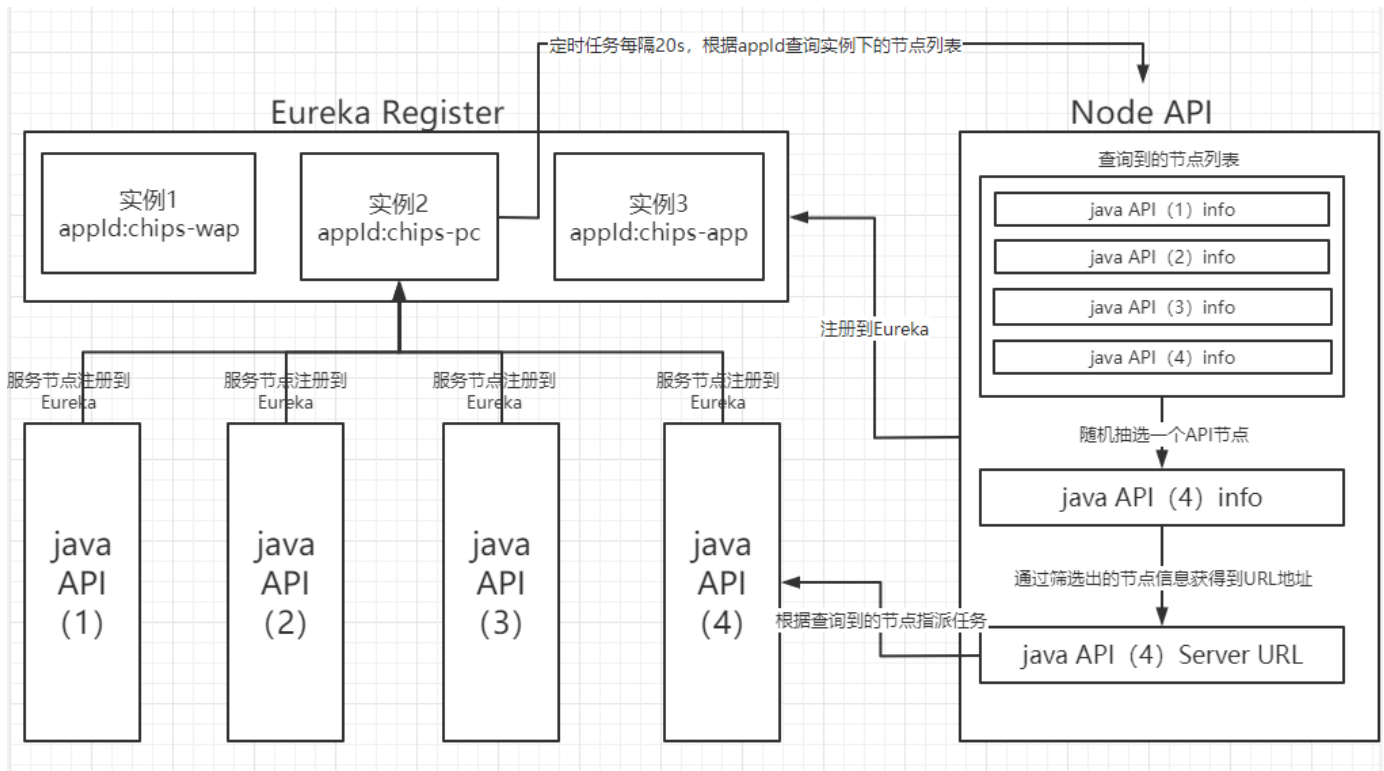 定时任务每隔20s，根据appId查询实例下的节点列表
Eureka Register
Node API
实例1
appId:chips-wap
实例2
appId:chips-pc
实例3
appId:chips-app
查询到的节点列表
java API（1）info
java API（2）info
java API（3）info
java API（4）info
注册到Eureka
服务节点注册到
Eureka
服务节点注册到
Eureka
服务节点注册到
Eureka
服务节点注册到
Eureka
随机抽选一个API节点
java API（4）info
java
API
（1）
java
API
（2）
java
API
（3）
java
API
（4）
通过筛选出的节点信息获得到URL地址
根据查询到的节点指派任务
java API（4）Server URL